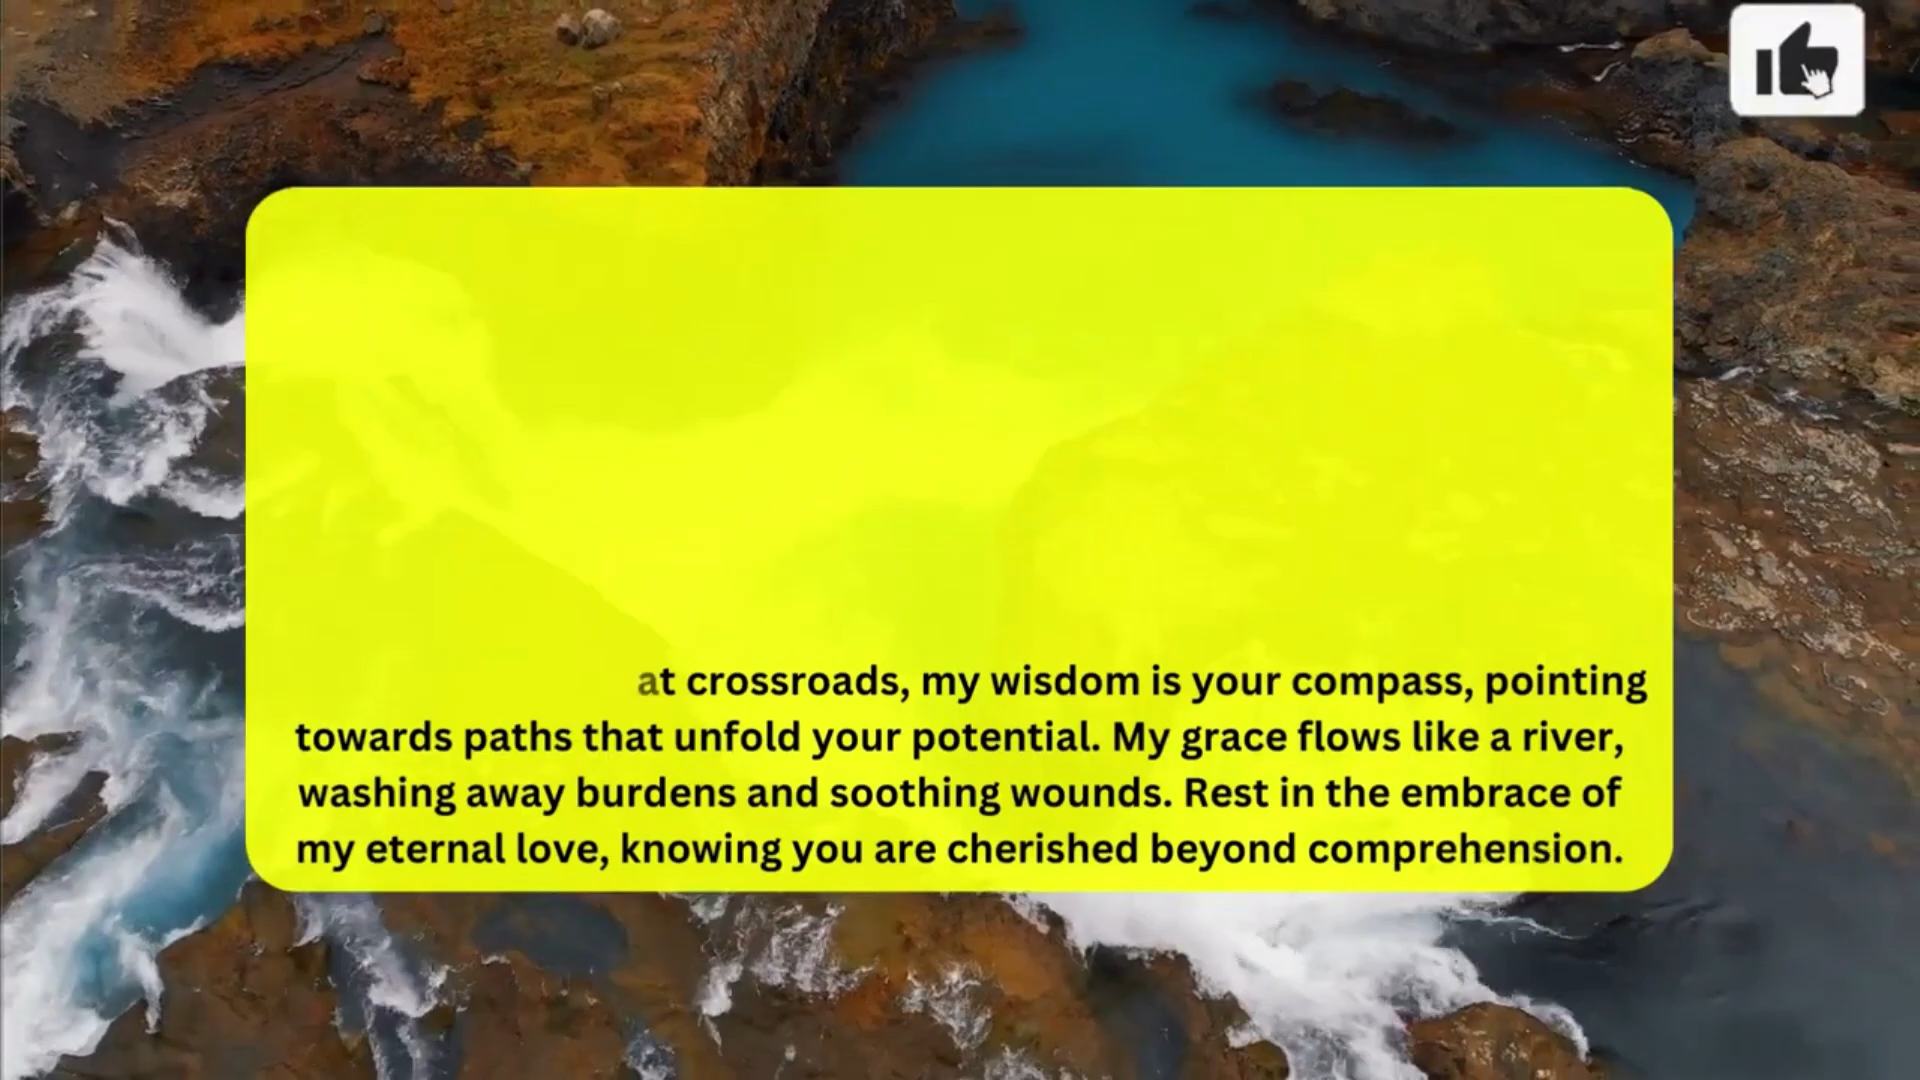 at crossroads, my wisdom is your compass, pointing
towards paths that unfold your potential. My grace flows like a river,
washing away burdens and soothing wounds. Rest in the embrace of
my eternal love, knowing you are cherished beyond comprehension.